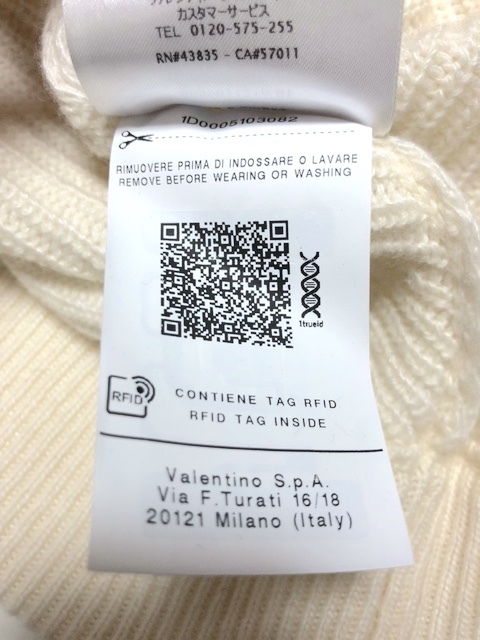 カスタマーサービス
TEL 0120-575-255
RN#43835 - CA#57011
1D0005103082
RIMUOVERE PRIMA DI INDOSSARE O LAVARE
REMOVE BEFORE WEARING OR WASHING
1trueid
RFID
CONTIENE TAG RFID
RFID TAG INSIDE
Valentino S.p.A.
Via F.Turati 16/18
20121 Milano (Italy)